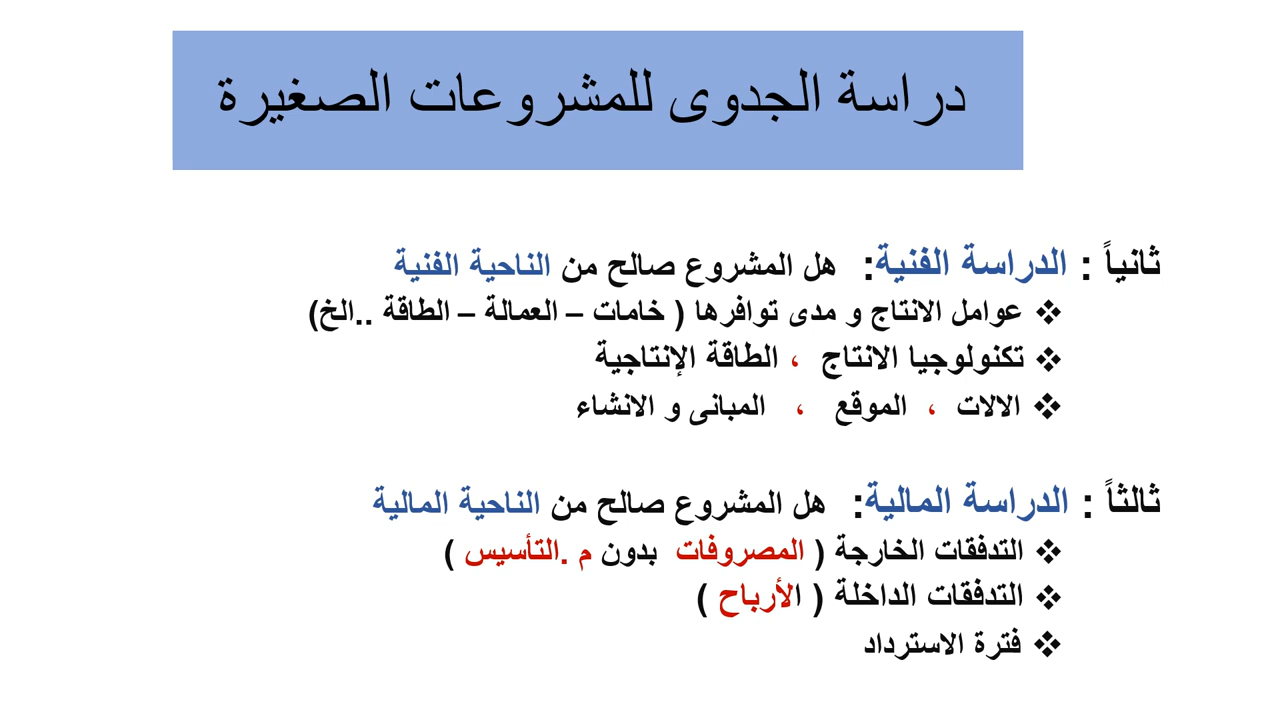 دراسة الجدوى للمشروعات الصغيرة
ثانياً : الدراسة الفنية: هل المشروع صالح من الناحية الفنية
❖ عوامل الانتاج و مدى توافرها ( خامات – العمالة – الطاقة ..الخ)
❖ تكنولوجيا الانتاج ، الطاقة الإنتاجية
❖ الالات ، الموقع ، المبانى و الانشاء
ثالثاً : الدراسة المالية: هل المشروع صالح من الناحية المالية
❖ التدفقات الخارجة ( المصروفات بدون م .التأسيس )
❖ التدفقات الداخلة ( الأرباح )
❖ فترة الاسترداد